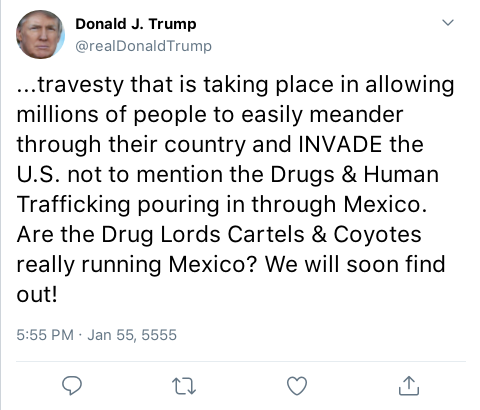 Donald J. Trump
@realDonaldTrump
...travesty that is taking place in allowing
millions of people to easily meander
through their country and INVADE the
U.S. not to mention the Drugs & Human
Trafficking pouring in through Mexico.
Are the Drug Lords Cartels & Coyotes
really running Mexico? We will soon find
out!
5:55 PM · Jan 55, 5555